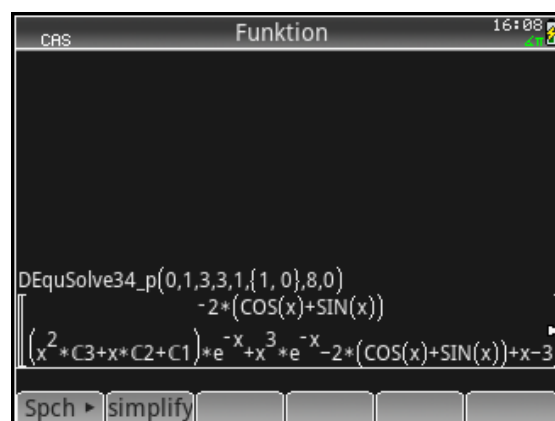 CAS Funktion 16:08
∡π
DEquSolve34_p(0,1,3,3,1,{1, 0},8,0)
-2*(COS(x)+SIN(x))
(x^2*C3+x*C2+C1)*e^-x+x^3*e^-x-2*(COS(x)+SIN(x))+x-3
Spch ► simplify